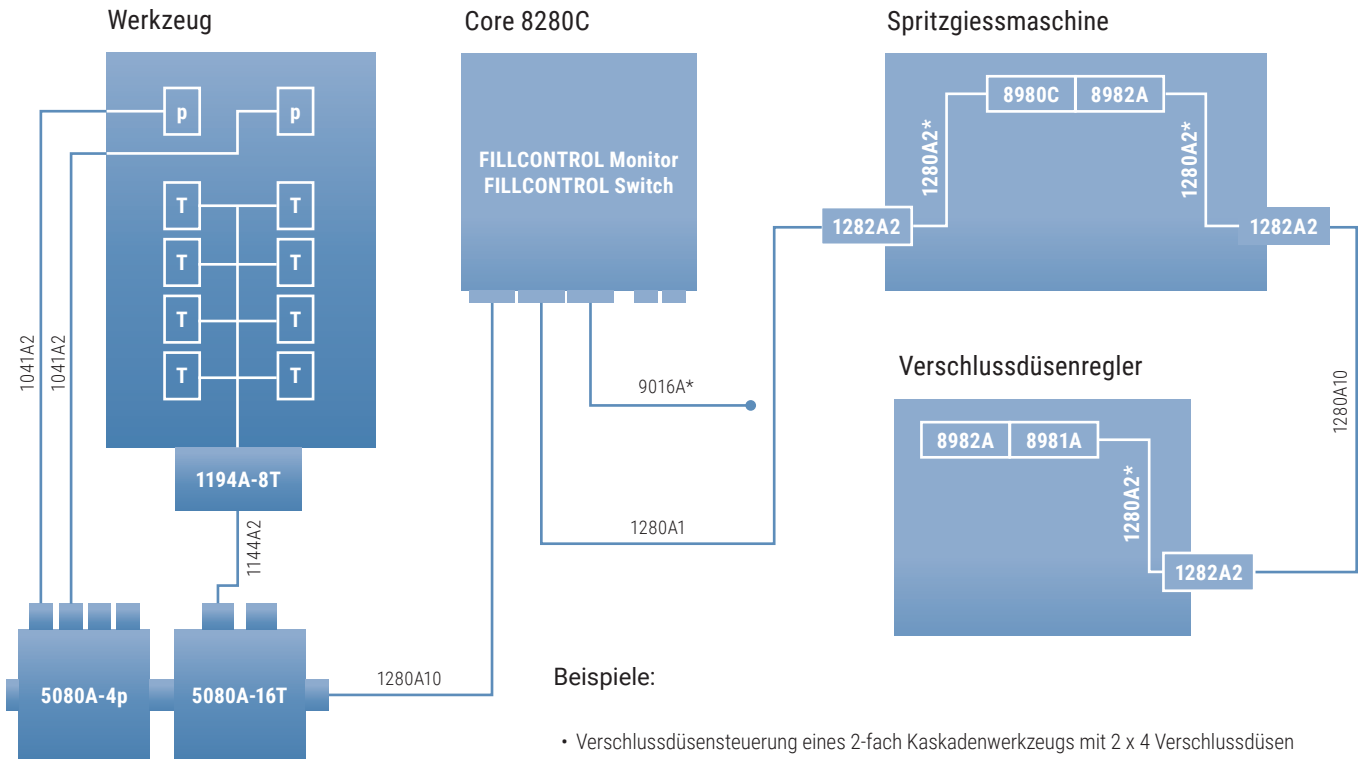 Werkzeug
Core 8280C
Spritzgiessmaschine
p
p
T
T
T
T
T
T
T
T
1194A-8T
1041A2
1041A2
1144A2
5080A-4p
5080A-16T
1280A10
FILLCONTROL Monitor
FILLCONTROL Switch
9016A*
1280A1
8980C
8982A
1280A2*
1280A2*
1282A2
1282A2
1280A10
Verschlussdüsenregler
8982A
8981A
1280A2*
1282A2
Beispiele:
• Verschlussdüsensteuerung eines 2-fach Kaskadenwerkzeugs mit 2 x 4 Verschlussdüsen